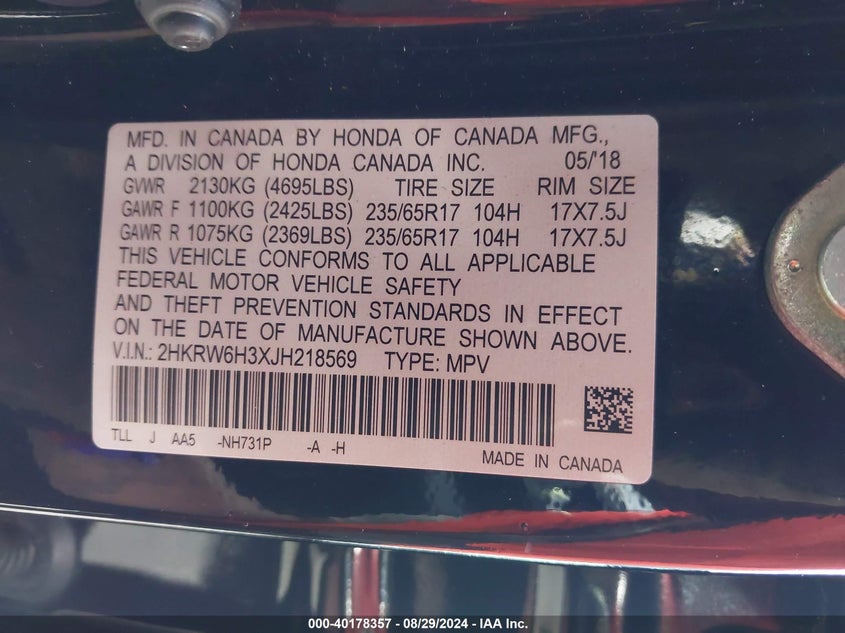 MFD. IN CANADA BY HONDA OF CANADA MFG.,
A DIVISION OF HONDA CANADA INC. 05/'18
GVWR 2130KG (4695LBS) TIRE SIZE RIM SIZE
GAWR F 1100KG (2425LBS) 235/65R17 104H 17X7.5J
GAWR R 1075KG (2369LBS) 235/65R17 104H 17X7.5J
THIS VEHICLE CONFORMS TO ALL APPLICABLE
FEDERAL MOTOR VEHICLE SAFETY
AND THEFT PREVENTION STANDARDS IN EFFECT
ON THE DATE OF MANUFACTURE SHOWN ABOVE.
V.I.N.: 2HKRW6H3XJH218569 TYPE: MPV
TLL J AA5 -NH731P -A -H
MADE IN CANADA
000-40178357 - 08/29/2024 - IAA Inc.